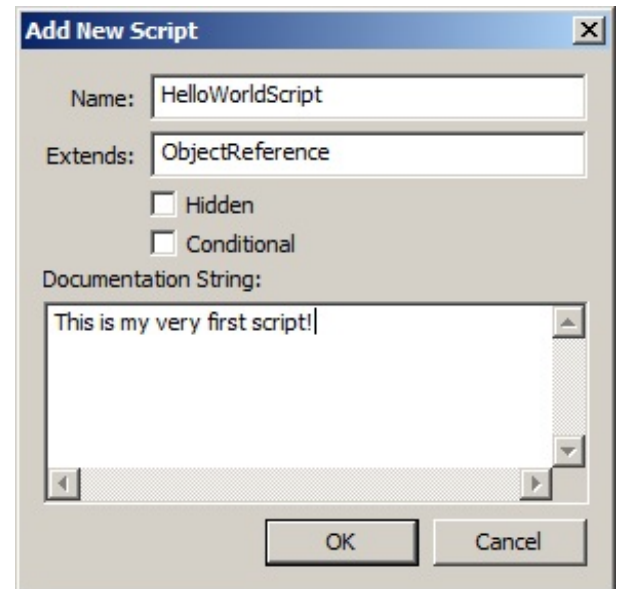 Add New Script
Name: HelloWorldScript
Extends: ObjectReference
Hidden
Conditional
Documentation String:
This is my very first script!
OK Cancel